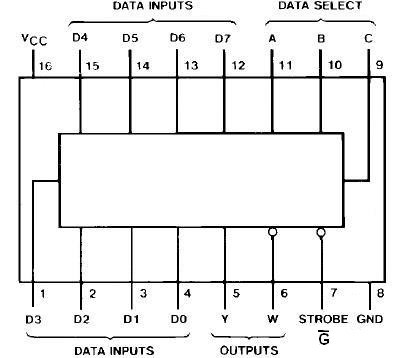 DATA INPUTS DATA SELECT
VCC D4 D5 D6 D7 A B C
16 15 14 13 12 11 10 9
1 2 3 4 5 6 7 8
D3 D2 D1 D0 Y W STROBE GND
G̅
DATA INPUTS OUTPUTS